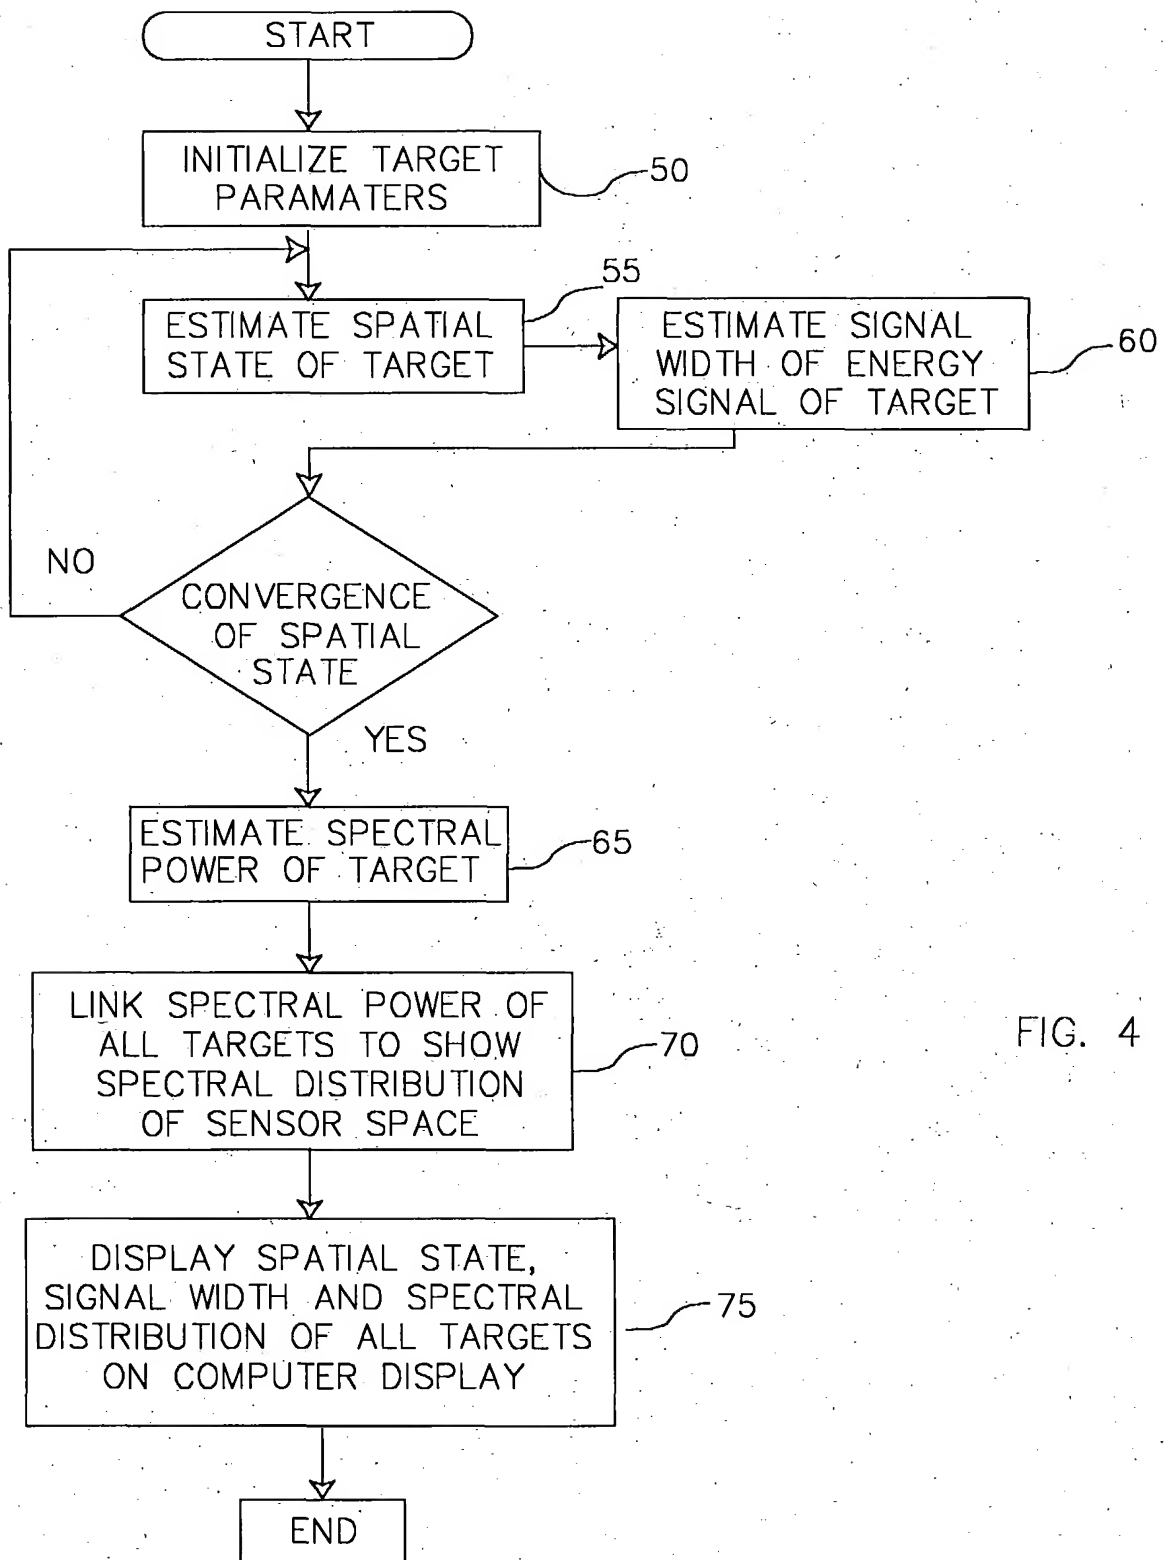 START
INITIALIZE TARGET
PARAMATERS
50
55
ESTIMATE SPATIAL
STATE OF TARGET
ESTIMATE SIGNAL
WIDTH OF ENERGY
SIGNAL OF TARGET
60
NO
CONVERGENCE
OF SPATIAL
STATE
YES
ESTIMATE SPECTRAL
POWER OF TARGET
65
LINK SPECTRAL POWER OF
ALL TARGETS TO SHOW
SPECTRAL DISTRIBUTION
OF SENSOR SPACE
70
FIG. 4
DISPLAY SPATIAL STATE,
SIGNAL WIDTH AND SPECTRAL
DISTRIBUTION OF ALL TARGETS
ON COMPUTER DISPLAY
75
END